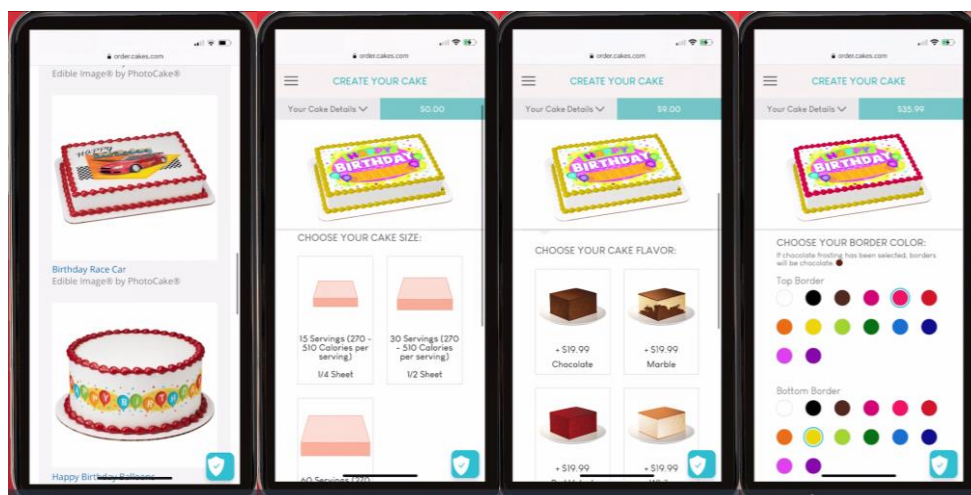 order.cakes.com
Edible Image® by PhotoCake®
HAPPY
Birthday Race Car
Edible Image® by PhotoCake®
HAPPY BIRTHDAY
Happy Birthday Balloons
order.cakes.com
CREATE YOUR CAKE
Your Cake Details
$0.00
HAPPY
BIRTHDAY
CHOOSE YOUR CAKE SIZE:
15 Servings (270 -
510 Calories per
serving)
1/4 Sheet
30 Servings (270
- 510 Calories
per serving)
1/2 Sheet
60 Servings (270
order.cakes.com
CREATE YOUR CAKE
Your Cake Details
$9.00
HAPPY
BIRTHDAY
CHOOSE YOUR CAKE FLAVOR:
+ $19.99
Chocolate
+ $19.99
Marble
+ $19.99
+ $19.99
order.cakes.com
CREATE YOUR CAKE
Your Cake Details
$35.99
HAPPY
BIRTHDAY
CHOOSE YOUR BORDER COLOR:
If chocolate frosting has been selected, borders
will be chocolate.
Top Border
Bottom Border